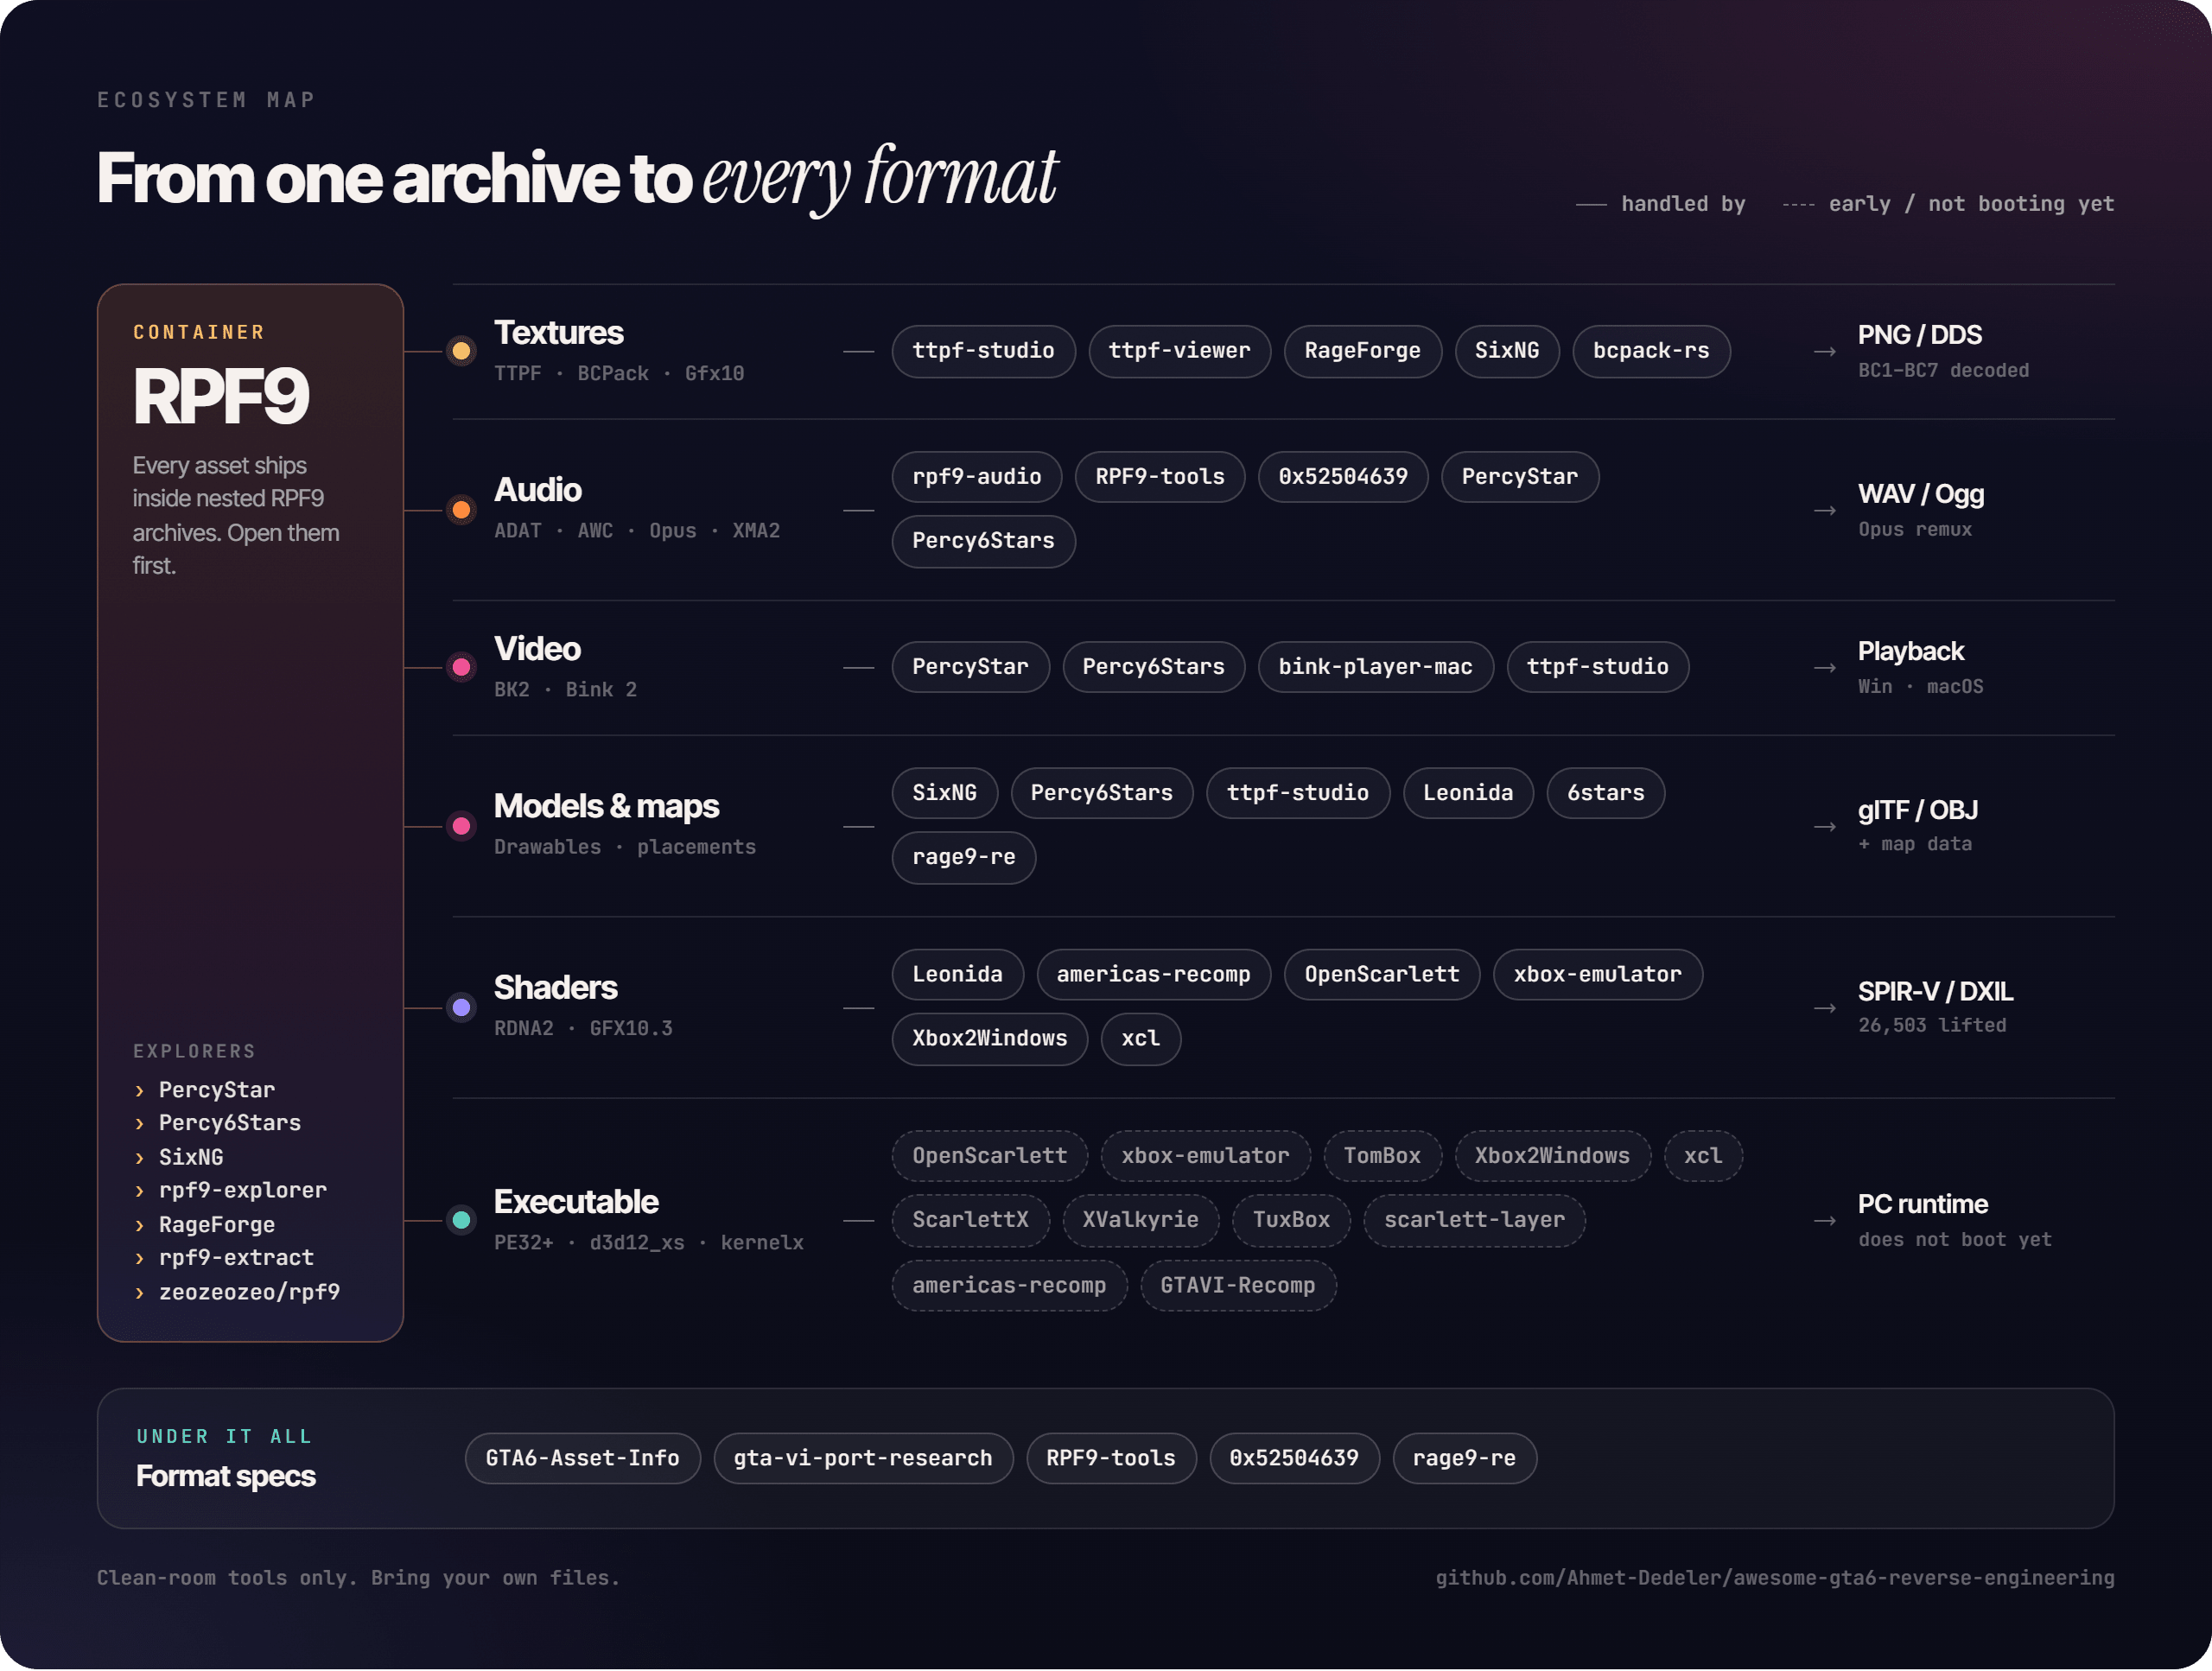 ECOSYSTEM MAP
From one archive to every format
handled by
early / not booting yet
CONTAINER
RPF9
Every asset ships
inside nested RPF9
archives. Open them
first.
EXPLORERS
› PercyStar
› Percy6Stars
› SixNG
› rpf9-explorer
› RageForge
› rpf9-extract
› zeozeozeo/rpf9
Textures
TTPF · BCPack · Gfx10
ttpf-studio ttpf-viewer RageForge SixNG bcpack-rs
→ PNG / DDS
BC1–BC7 decoded
Audio
ADAT · AWC · Opus · XMA2
rpf9-audio RPF9-tools 0x52504639 PercyStar
Percy6Stars
→ WAV / Ogg
Opus remux
Video
BK2 · Bink 2
PercyStar Percy6Stars bink-player-mac ttpf-studio
→ Playback
Win · macOS
Models & maps
Drawables · placements
SixNG Percy6Stars ttpf-studio Leonida 6stars
rage9-re
→ glTF / OBJ
+ map data
Shaders
RDNA2 · GFX10.3
Leonida americas-recomp OpenScarlett xbox-emulator
Xbox2Windows xcl
→ SPIR-V / DXIL
26,503 lifted
Executable
PE32+ · d3d12_xs · kernelx
OpenScarlett xbox-emulator TomBox Xbox2Windows xcl
ScarlettX XValkyrie TuxBox scarlett-layer
americas-recomp GTAVI-Recomp
→ PC runtime
does not boot yet
UNDER IT ALL
Format specs
GTA6-Asset-Info gta-vi-port-research RPF9-tools 0x52504639 rage9-re
Clean-room tools only. Bring your own files.
github.com/Ahmet-Dedeler/awesome-gta6-reverse-engineering